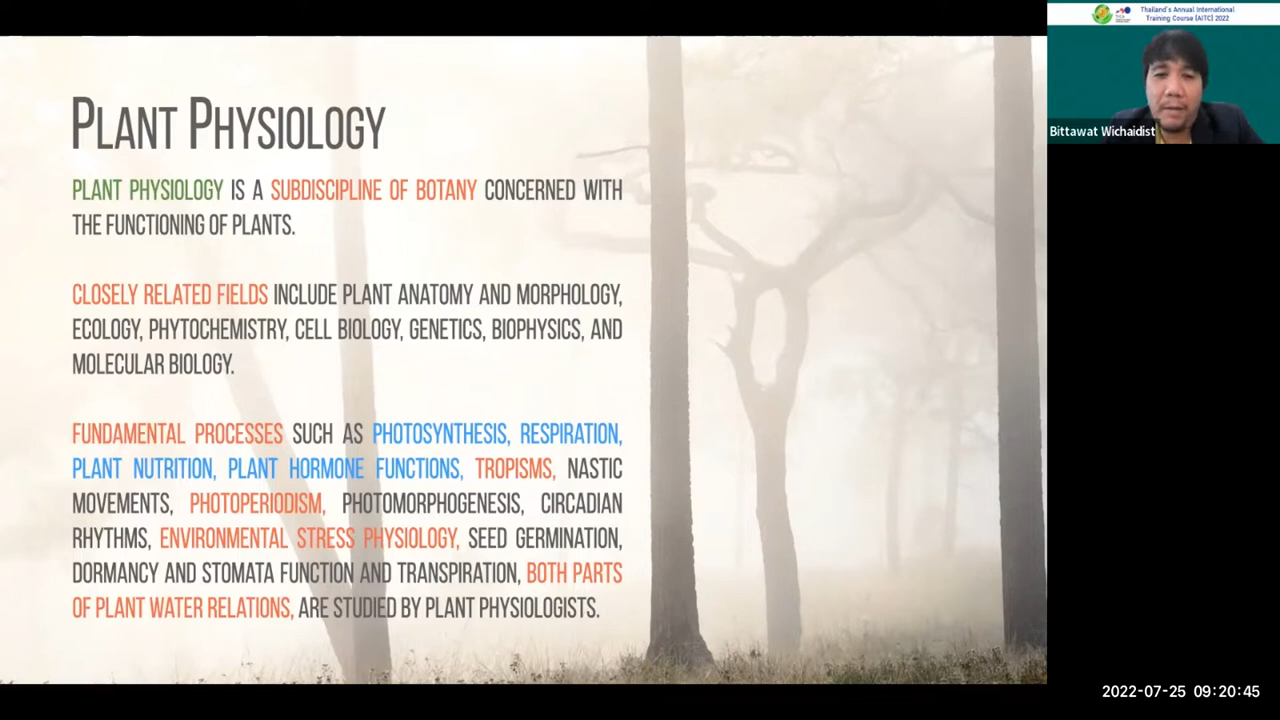 PLANT PHYSIOLOGY
PLANT PHYSIOLOGY IS A SUBDISCIPLINE OF BOTANY CONCERNED WITH
THE FUNCTIONING OF PLANTS.
CLOSELY RELATED FIELDS INCLUDE PLANT ANATOMY AND MORPHOLOGY,
ECOLOGY, PHYTOCHEMISTRY, CELL BIOLOGY, GENETICS, BIOPHYSICS, AND
MOLECULAR BIOLOGY.
FUNDAMENTAL PROCESSES SUCH AS PHOTOSYNTHESIS, RESPIRATION,
PLANT NUTRITION, PLANT HORMONE FUNCTIONS, TROPISMS, NASTIC
MOVEMENTS, PHOTOPERIODISM, PHOTOMORPHOGENESIS, CIRCADIAN
RHYTHMS, ENVIRONMENTAL STRESS PHYSIOLOGY, SEED GERMINATION,
DORMANCY AND STOMATA FUNCTION AND TRANSPIRATION, BOTH PARTS
OF PLANT WATER RELATIONS, ARE STUDIED BY PLANT PHYSIOLOGISTS.
Thailand's Annual International
Training Course (AITC) 2022
Bittawat Wichaidist
2022-07-25 09:20:45